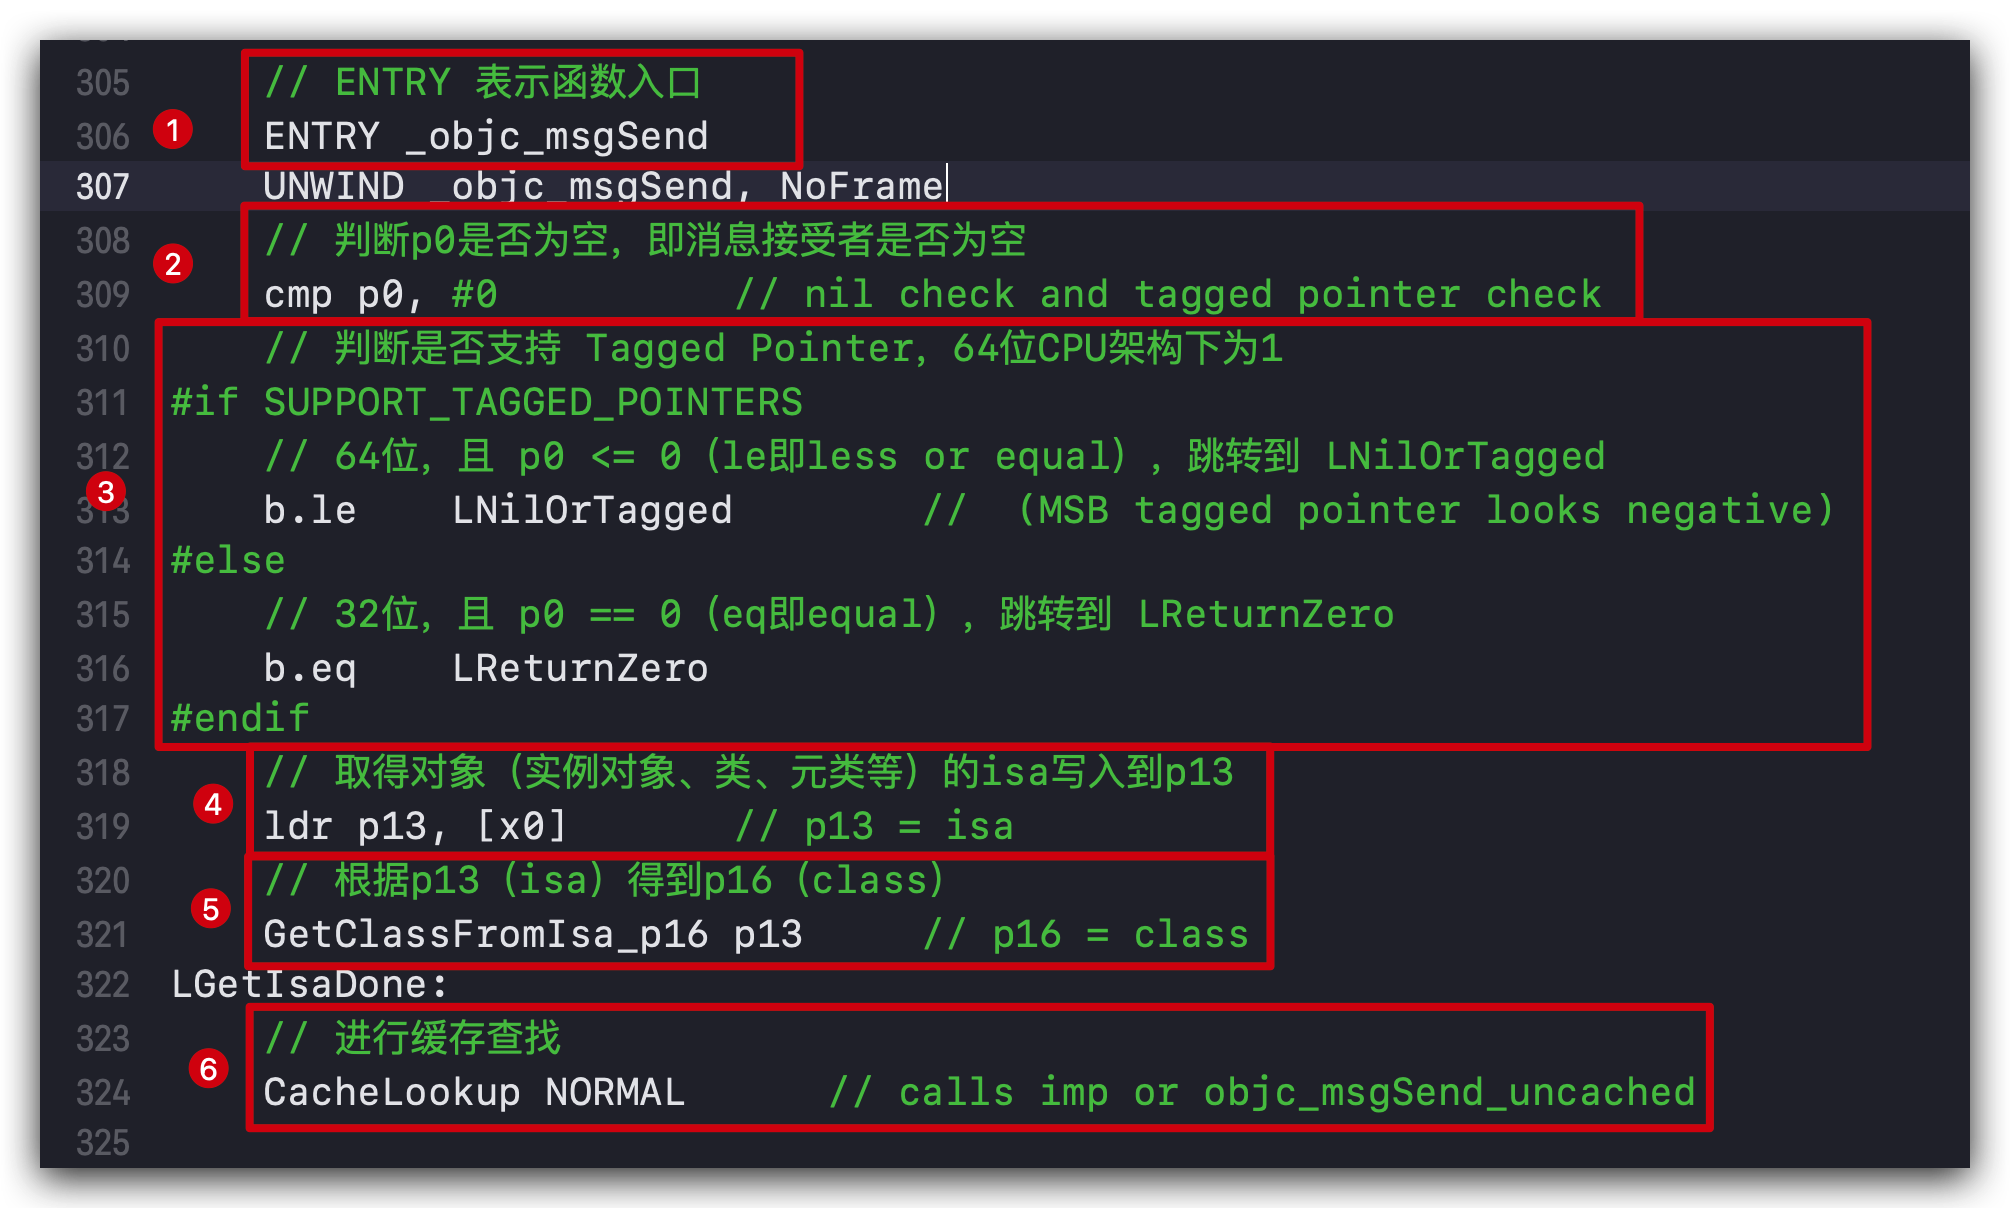 305 // ENTRY 表示函数入口
1
306 ENTRY _objc_msgSend
307 UNWIND _objc_msgSend, NoFrame
308 // 判断p0是否为空，即消息接受者是否为空
2
309 cmp p0, #0 // nil check and tagged pointer check
310 // 判断是否支持 Tagged Pointer，64位CPU架构下为1
311 #if SUPPORT_TAGGED_POINTERS
312 // 64位，且 p0 <= 0（le即less or equal），跳转到 LNilOrTagged
3
313 b.le LNilOrTagged // (MSB tagged pointer looks negative)
314 #else
315 // 32位，且 p0 == 0（eq即equal），跳转到 LReturnZero
316 b.eq LReturnZero
317 #endif
318 // 取得对象（实例对象、类、元类等）的isa写入到p13
4
319 ldr p13, [x0] // p13 = isa
320 // 根据p13（isa）得到p16（class）
5
321 GetClassFromIsa_p16 p13 // p16 = class
322 LGetIsaDone:
323 // 进行缓存查找
6
324 CacheLookup NORMAL // calls imp or objc_msgSend_uncached
325